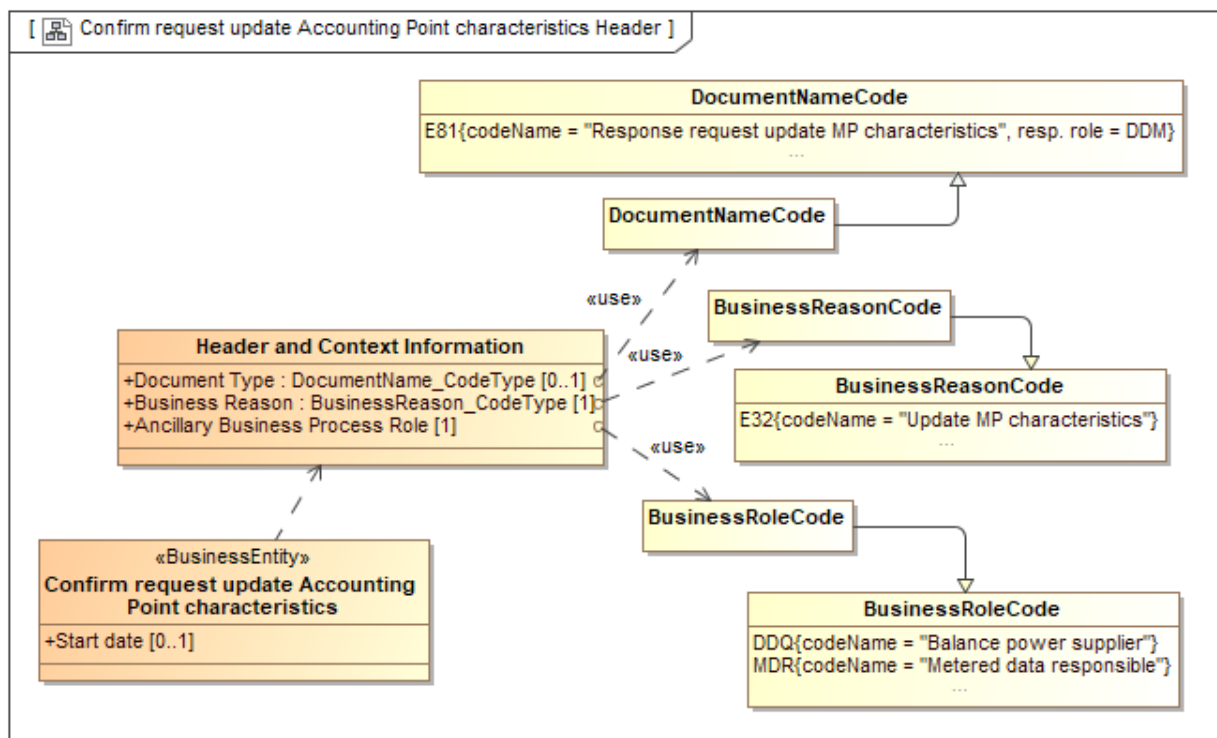 [ Confirm request update Accounting Point characteristics Header ]
DocumentNameCode
E81{codeName = "Response request update MP characteristics", resp. role = DDM}
...
DocumentNameCode
«use»
BusinessReasonCode
«use»
Header and Context Information
+Document Type : DocumentName_CodeType [0..1]
+Business Reason : BusinessReason_CodeType [1]
+Ancillary Business Process Role [1]
BusinessReasonCode
E32{codeName = "Update MP characteristics"}
...
«use»
BusinessRoleCode
«BusinessEntity»
Confirm request update Accounting
Point characteristics
+Start date [0..1]
BusinessRoleCode
DDQ{codeName = "Balance power supplier"}
MDR{codeName = "Metered data responsible"}
...